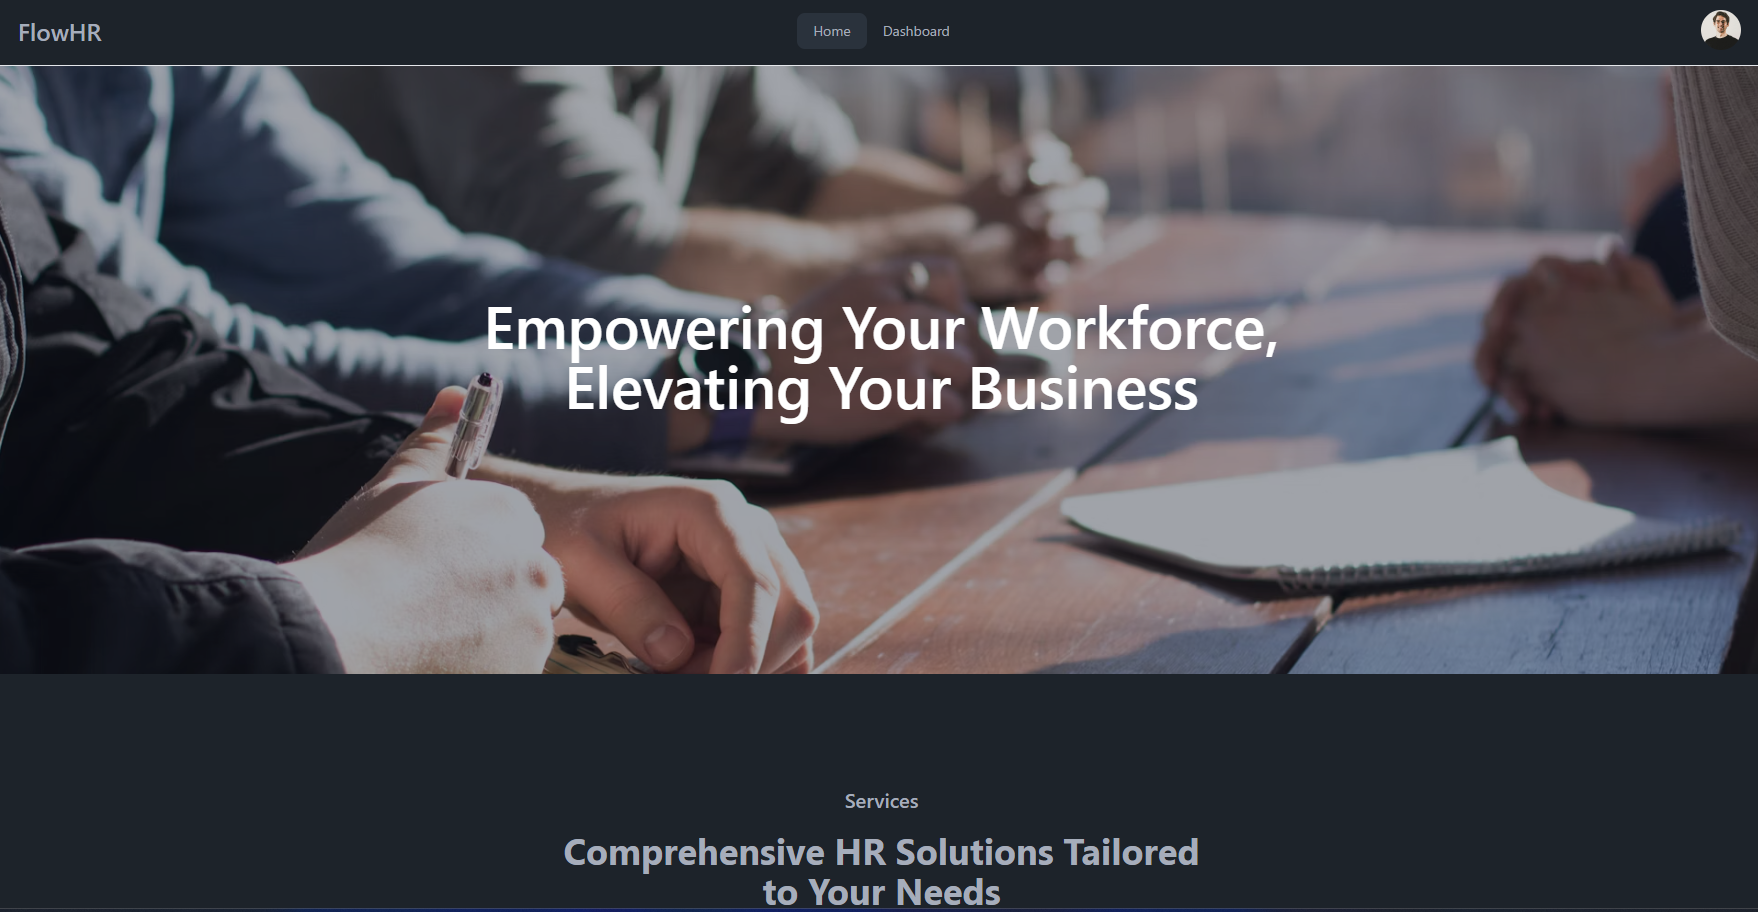 FlowHR
Home
Dashboard
Empowering Your Workforce,
Elevating Your Business
Services
Comprehensive HR Solutions Tailored
to Your Needs